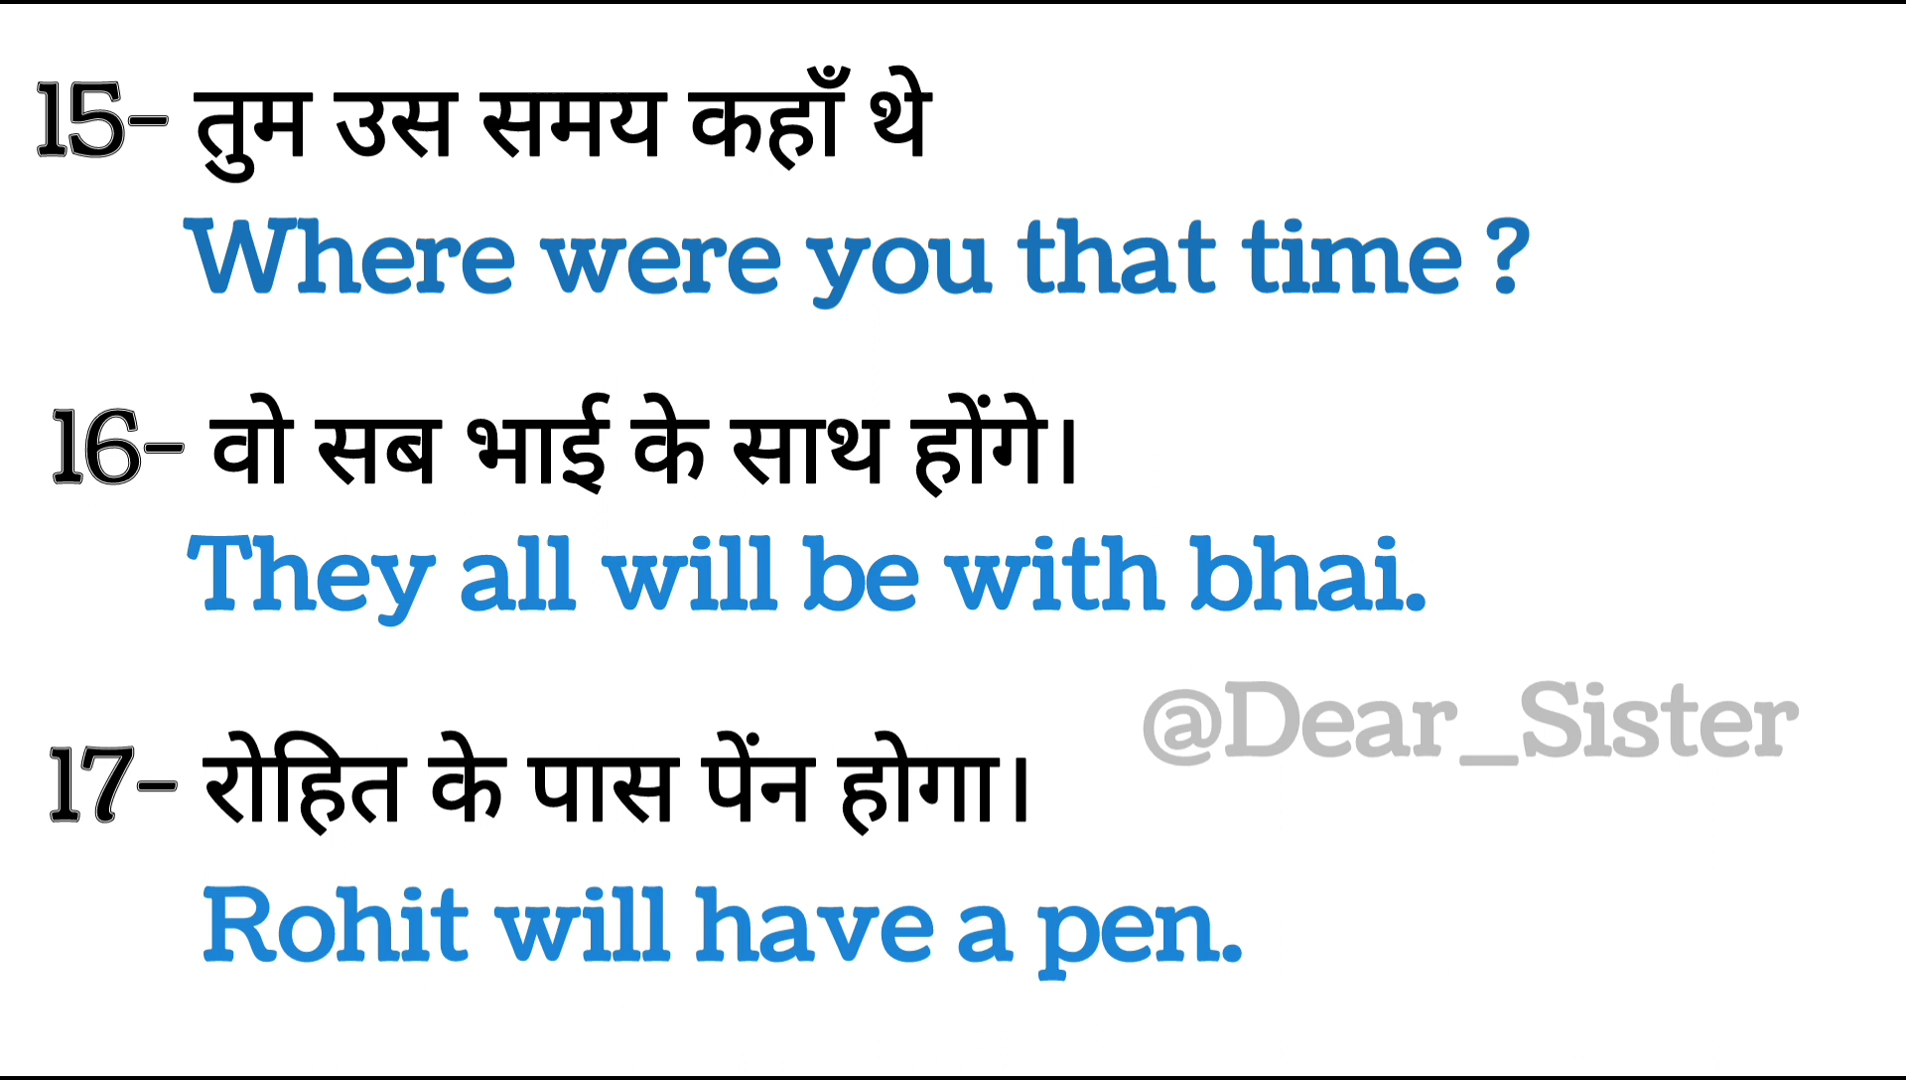 15- तुम उस समय कहाँ थे
Where were you that time ?
16- वो सब भाई के साथ होंगे।
They all will be with bhai.
@Dear_Sister
17- रोहित के पास पेंन होगा।
Rohit will have a pen.